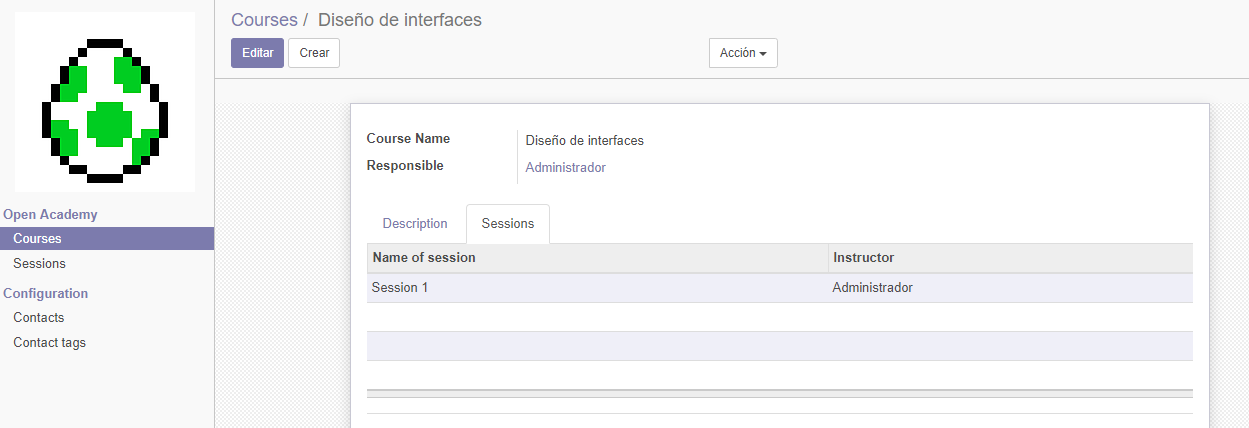 Courses / Diseño de interfaces
Editar Crear Acción
Open Academy
Courses
Sessions
Configuration
Contacts
Contact tags
Course Name Diseño de interfaces
Responsible Administrador
Description Sessions
Name of session Instructor
Session 1 Administrador